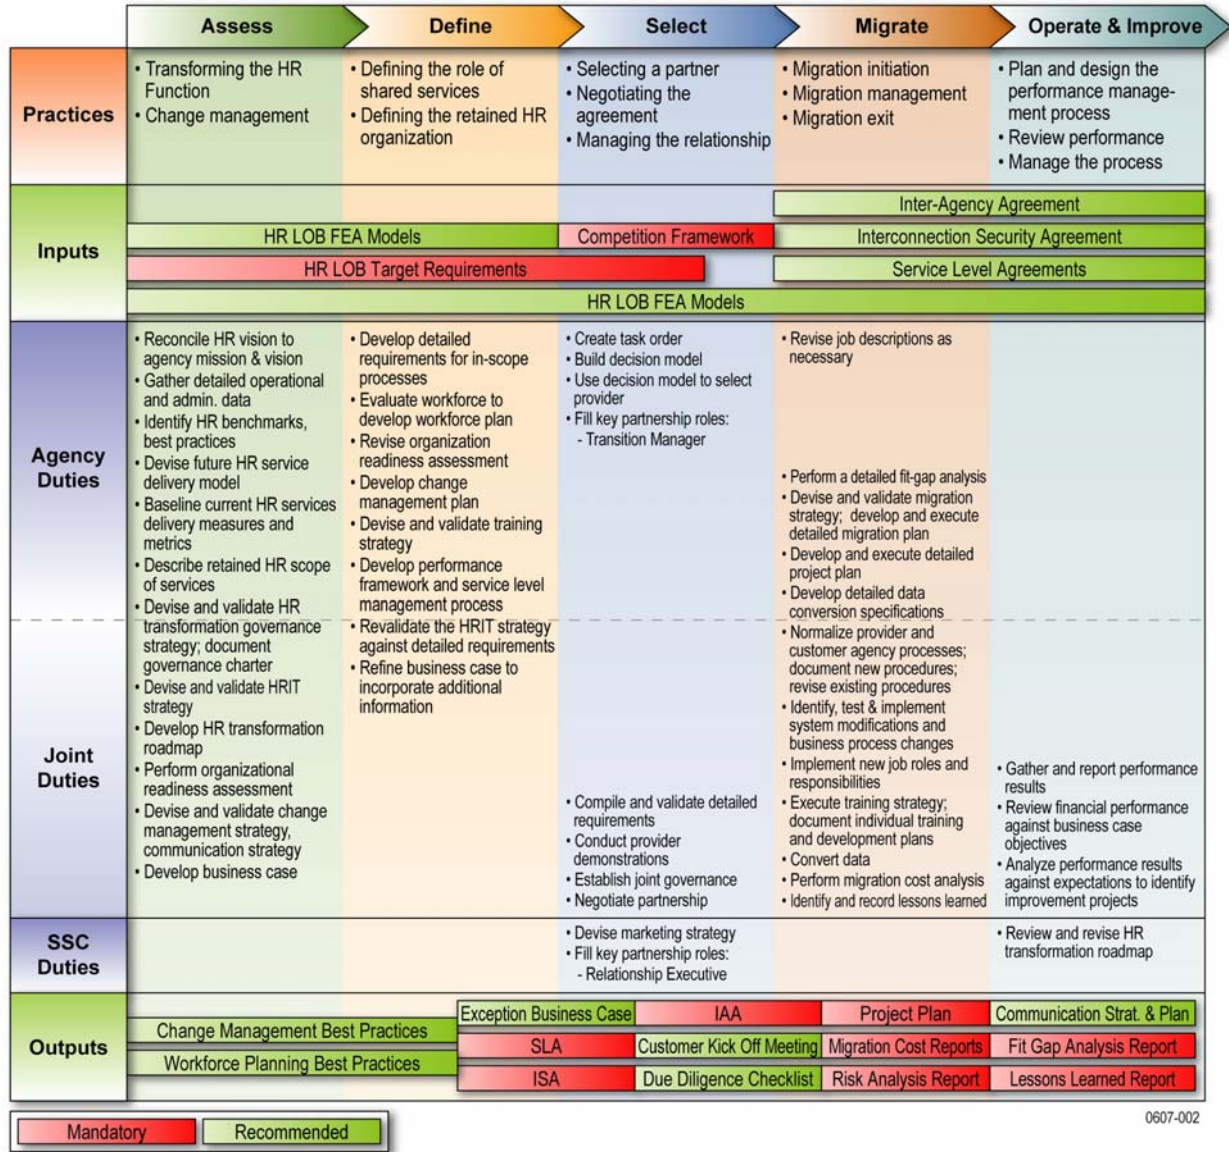 Assess
Define
Select
Migrate
Operate & Improve
Practices
• Transforming the HR
Function
• Change management
• Defining the role of
shared services
• Defining the retained HR
organization
• Selecting a partner
• Negotiating the
agreement
• Managing the relationship
• Migration initiation
• Migration management
• Migration exit
• Plan and design the
performance manage-
ment process
• Review performance
• Manage the process
Inputs
Inter-Agency Agreement
HR LOB FEA Models
Competition Framework
Interconnection Security Agreement
HR LOB Target Requirements
Service Level Agreements
HR LOB FEA Models
Agency
Duties
Joint
Duties
• Reconcile HR vision to
agency mission & vision
• Gather detailed operational
and admin. data
• Identify HR benchmarks,
best practices
• Devise future HR service
delivery model
• Baseline current HR services
delivery measures and
metrics
• Describe retained HR scope
of services
• Devise and validate HR
transformation governance
strategy; document
governance charter
• Devise and validate HRIT
strategy
• Develop HR transformation
roadmap
• Perform organizational
readiness assessment
• Devise and validate change
management strategy,
communication strategy
• Develop business case
• Develop detailed
requirements for in-scope
processes
• Evaluate workforce to
develop workforce plan
• Revise organization
readiness assessment
• Develop change
management plan
• Devise and validate training
strategy
• Develop performance
framework and service level
management process
• Revalidate the HRIT strategy
against detailed requirements
• Refine business case to
incorporate additional
information
• Create task order
• Build decision model
• Use decision model to select
provider
• Fill key partnership roles:
- Transition Manager
• Compile and validate detailed
requirements
• Conduct provider
demonstrations
• Establish joint governance
• Negotiate partnership
• Revise job descriptions as
necessary
• Perform a detailed fit-gap analysis
• Devise and validate migration
strategy; develop and execute
detailed migration plan
• Develop and execute detailed
project plan
• Develop detailed data
conversion specifications
• Normalize provider and
customer agency processes;
document new procedures;
revise existing procedures
• Identify, test & implement
system modifications and
business process changes
• Implement new job roles and
responsibilities
• Execute training strategy;
document individual training
and development plans
• Convert data
• Perform migration cost analysis
• Identify and record lessons learned
• Gather and report performance
results
• Review financial performance
against business case
objectives
• Analyze performance results
against expectations to identify
improvement projects
SSC
Duties
• Devise marketing strategy
• Fill key partnership roles:
- Relationship Executive
• Review and revise HR
transformation roadmap
Outputs
Change Management Best Practices
Workforce Planning Best Practices
Exception Business Case
IAA
Project Plan
Communication Strat. & Plan
SLA
Customer Kick Off Meeting
Migration Cost Reports
Fit Gap Analysis Report
ISA
Due Diligence Checklist
Risk Analysis Report
Lessons Learned Report
Mandatory
Recommended
0607-002